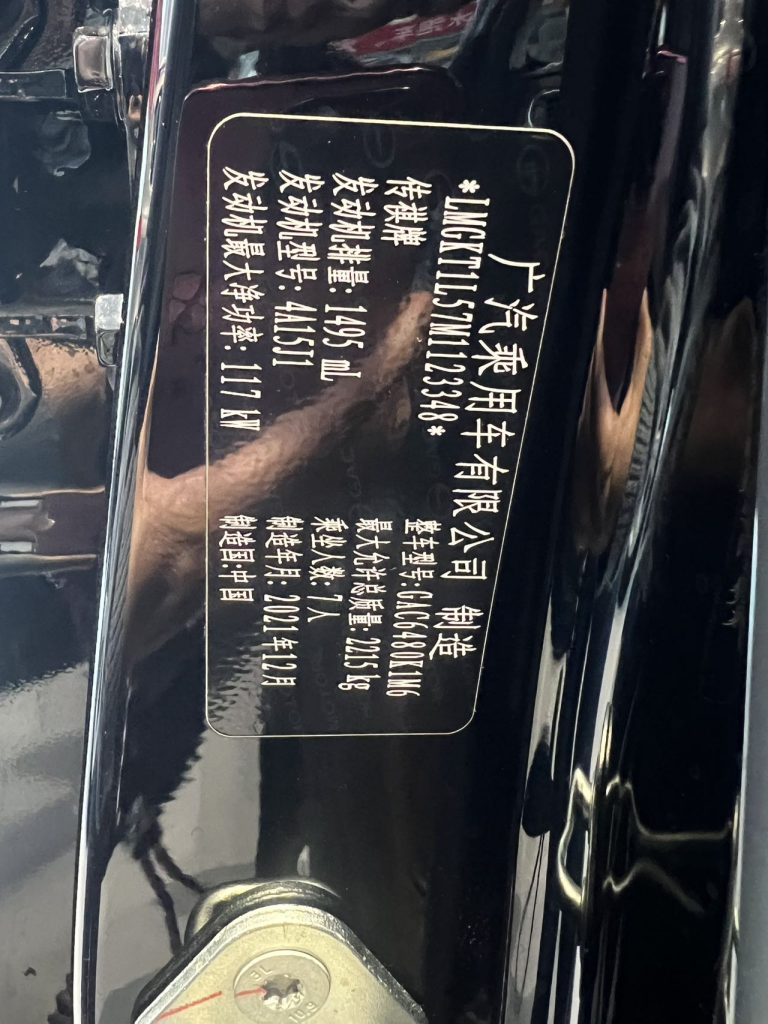 广汽乘用车有限公司 制造
*LMGKT1L57M1123348*
传祺牌
整车型号:GAC6480K1M6
发动机排量: 1495 mL
最大允许总质量: 2215 kg
发动机型号: 4A15J1
乘坐人数: 7人
发动机最大净功率: 117 kW
制造年月: 2021年12月
制造国:中国